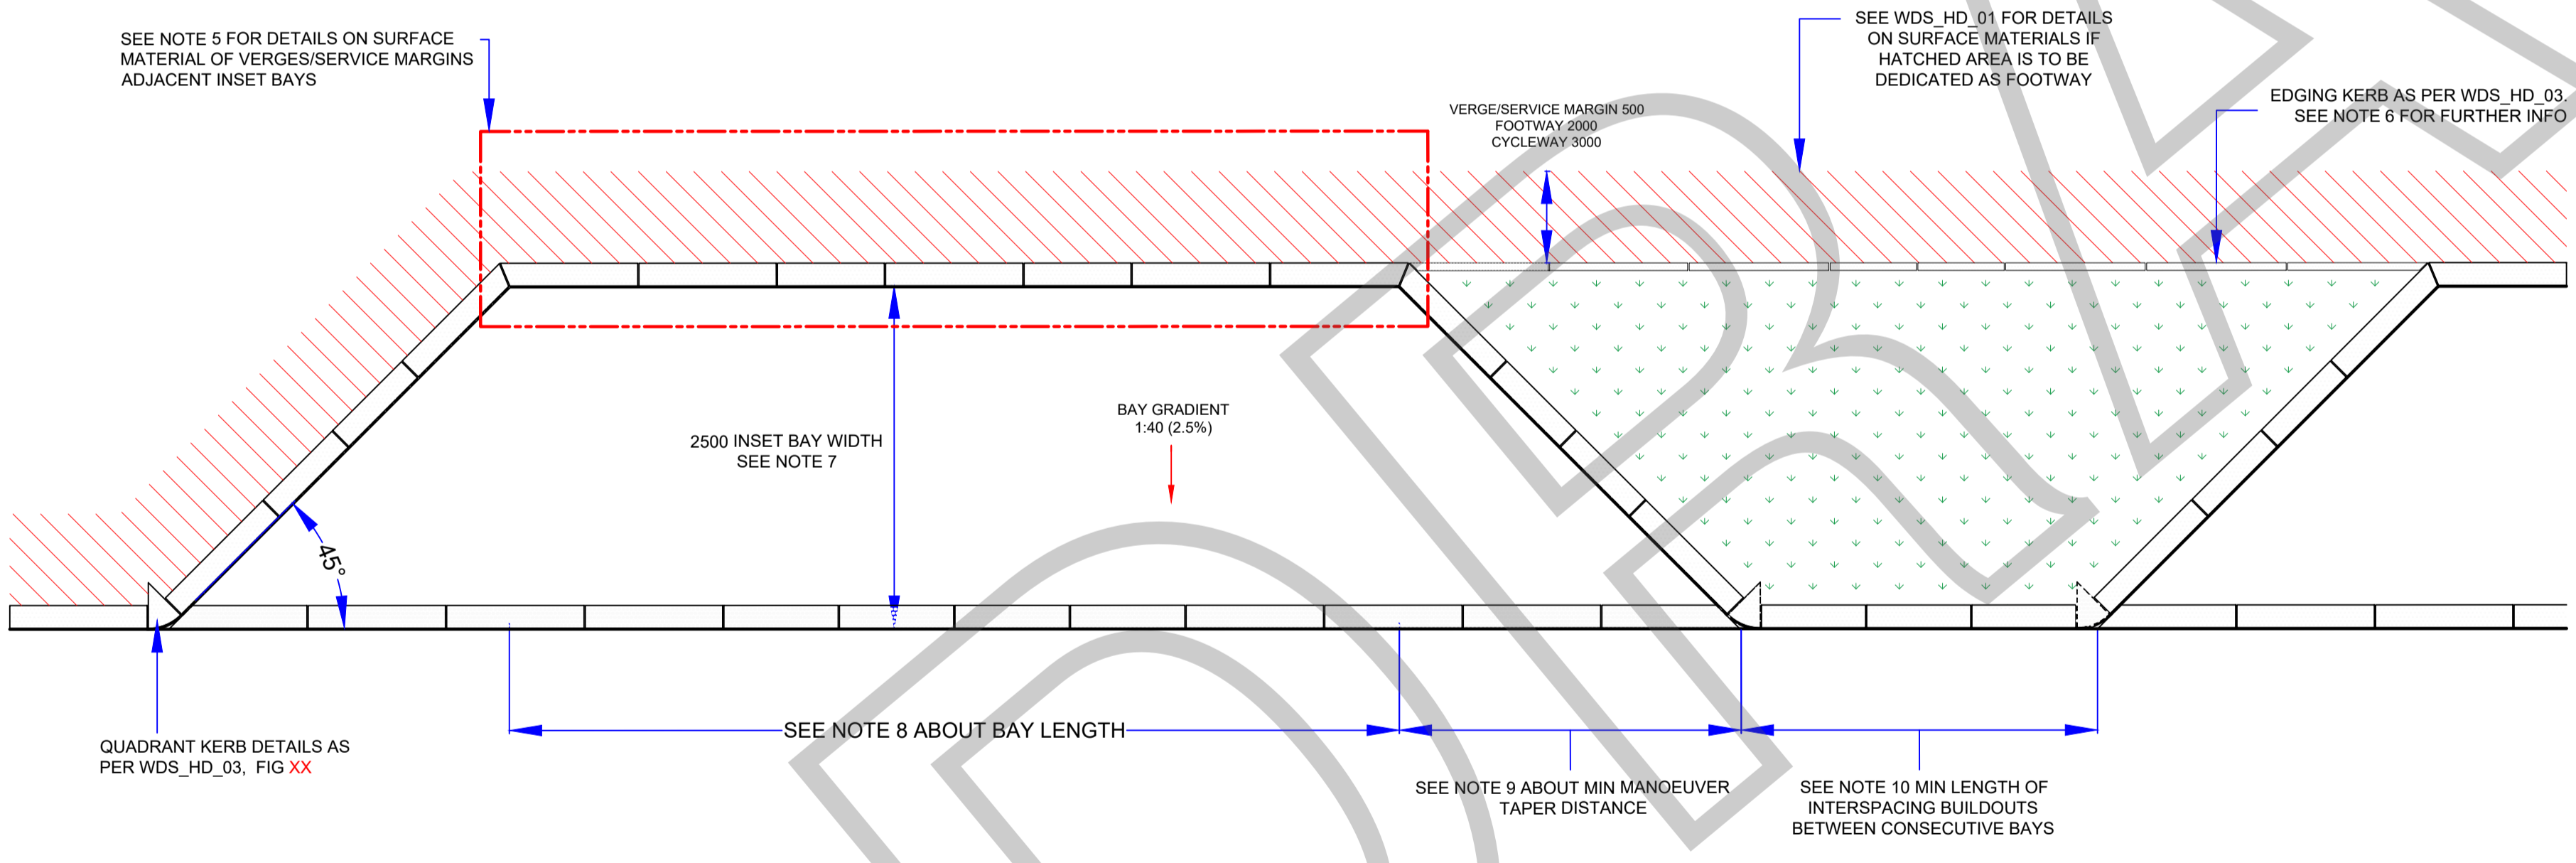 SEE NOTE 5 FOR DETAILS ON SURFACE
MATERIAL OF VERGES/SERVICE MARGINS
ADJACENT INSET BAYS
SEE WDS_HD_01 FOR DETAILS
ON SURFACE MATERIALS IF
HATCHED AREA IS TO BE
DEDICATED AS FOOTWAY
EDGING KERB AS PER WDS_HD_03.
SEE NOTE 6 FOR FURTHER INFO
VERGE/SERVICE MARGIN 500
FOOTWAY 2000
CYCLEWAY 3000
BAY GRADIENT
1:40 (2.5%)
2500 INSET BAY WIDTH
SEE NOTE 7
45°
SEE NOTE 8 ABOUT BAY LENGTH
QUADRANT KERB DETAILS AS
PER WDS_HD_03, FIG XX
SEE NOTE 9 ABOUT MIN MANOEUVER
TAPER DISTANCE
SEE NOTE 10 MIN LENGTH OF
INTERSPACING BUILDOUTS
BETWEEN CONSECUTIVE BAYS